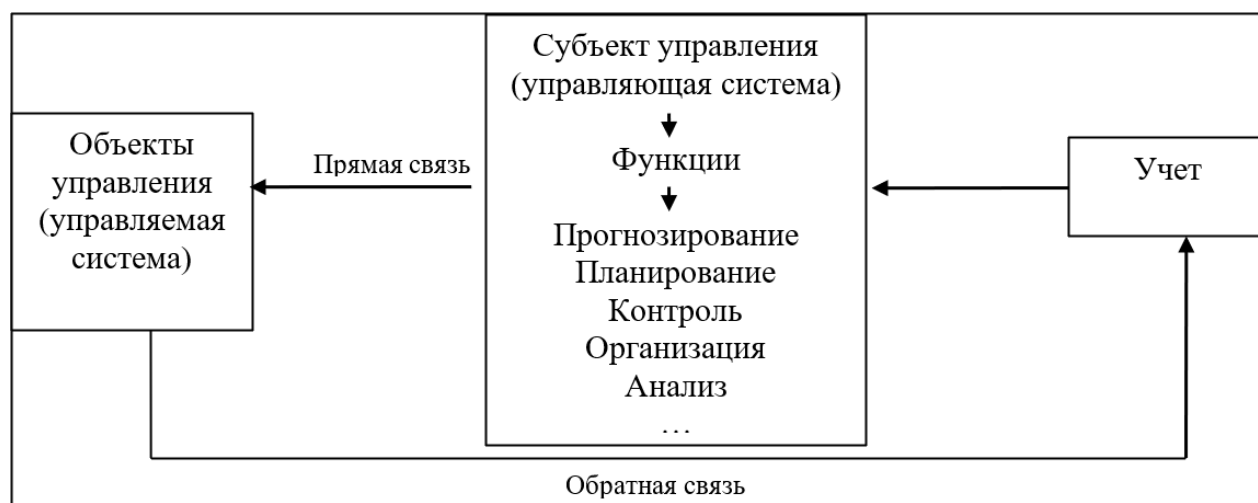 Субъект управления
(управляющая система)
Функции
Прогнозирование
Планирование
Контроль
Организация
Анализ
…
Объекты
управления
(управляемая
система)
Прямая связь
Учет
Обратная связь